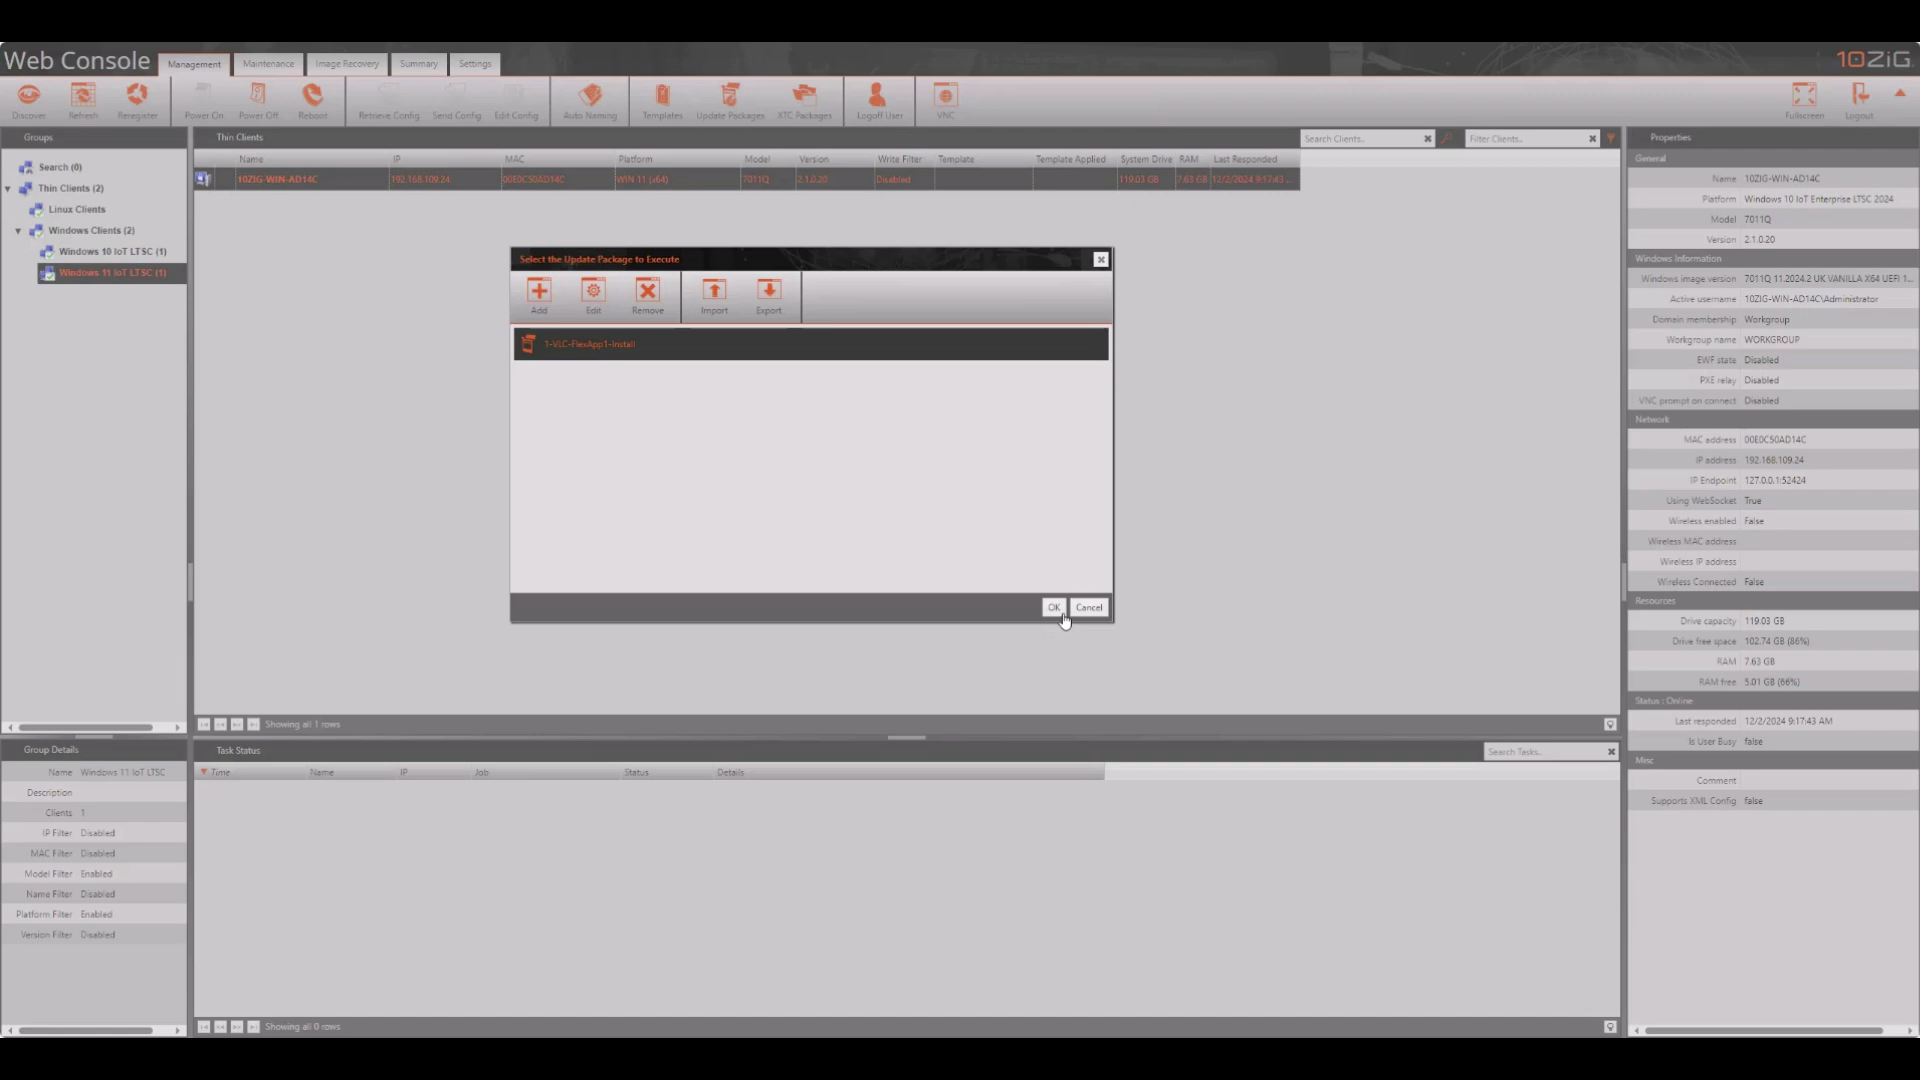 Web Console
Management
Maintenance
Image Recovery
Summary
Settings
10ZiG
Discover
Refresh
Reregister
Power On
Power Off
Reboot
Retrieve Config
Send Config
Edit Config
Auto Naming
Templates
Update Packages
XTC Packages
Logoff User
VNC
Fullscreen
Logout
Groups
Search (0)
Thin Clients (2)
Linux Clients
Windows Clients (2)
Windows 10 IoT LTSC (1)
Windows 11 IoT LTSC (1)
Thin Clients
Search Clients..
Filter Clients..
Name IP MAC Platform Model Version Write Filter Template Template Applied System Drive RAM Last Responded
10ZIG-WIN-AD14C 192.168.109.24 00E0C50AD14C WIN 11 (x64) 7011Q 2.1.0.20 Disabled 119.03 GB 7.63 GB 12/2/2024 9:17:43 ...
Select the Update Package to Execute
Add
Edit
Remove
Import
Export
1-VLC-FlexApp1-Install
OK
Cancel
Showing all 1 rows
Properties
General
Name 10ZIG-WIN-AD14C
Platform Windows 10 IoT Enterprise LTSC 2024
Model 7011Q
Version 2.1.0.20
Windows Information
Windows image version 7011Q 11.2024.2 UK VANILLA X64 UEFI 1...
Active username 10ZIG-WIN-AD14C\Administrator
Domain membership Workgroup
Workgroup name WORKGROUP
EWF state Disabled
PXE relay Disabled
VNC prompt on connect Disabled
Network
MAC address 00E0C50AD14C
IP address 192.168.109.24
IP Endpoint 127.0.0.1:52424
Using WebSocket True
Wireless enabled False
Wireless MAC address
Wireless IP address
Wireless Connected False
Resources
Drive capacity 119.03 GB
Drive free space 102.74 GB (86%)
RAM 7.63 GB
RAM free 5.01 GB (66%)
Status : Online
Last responded 12/2/2024 9:17:43 AM
Is User Busy false
Misc
Comment
Supports XML Config false
Group Details
Name Windows 11 IoT LTSC
Description
Clients 1
IP Filter Disabled
MAC Filter Disabled
Model Filter Enabled
Name Filter Disabled
Platform Filter Enabled
Version Filter Disabled
Task Status
Search Tasks..
Time Name IP Job Status Details
Showing all 0 rows